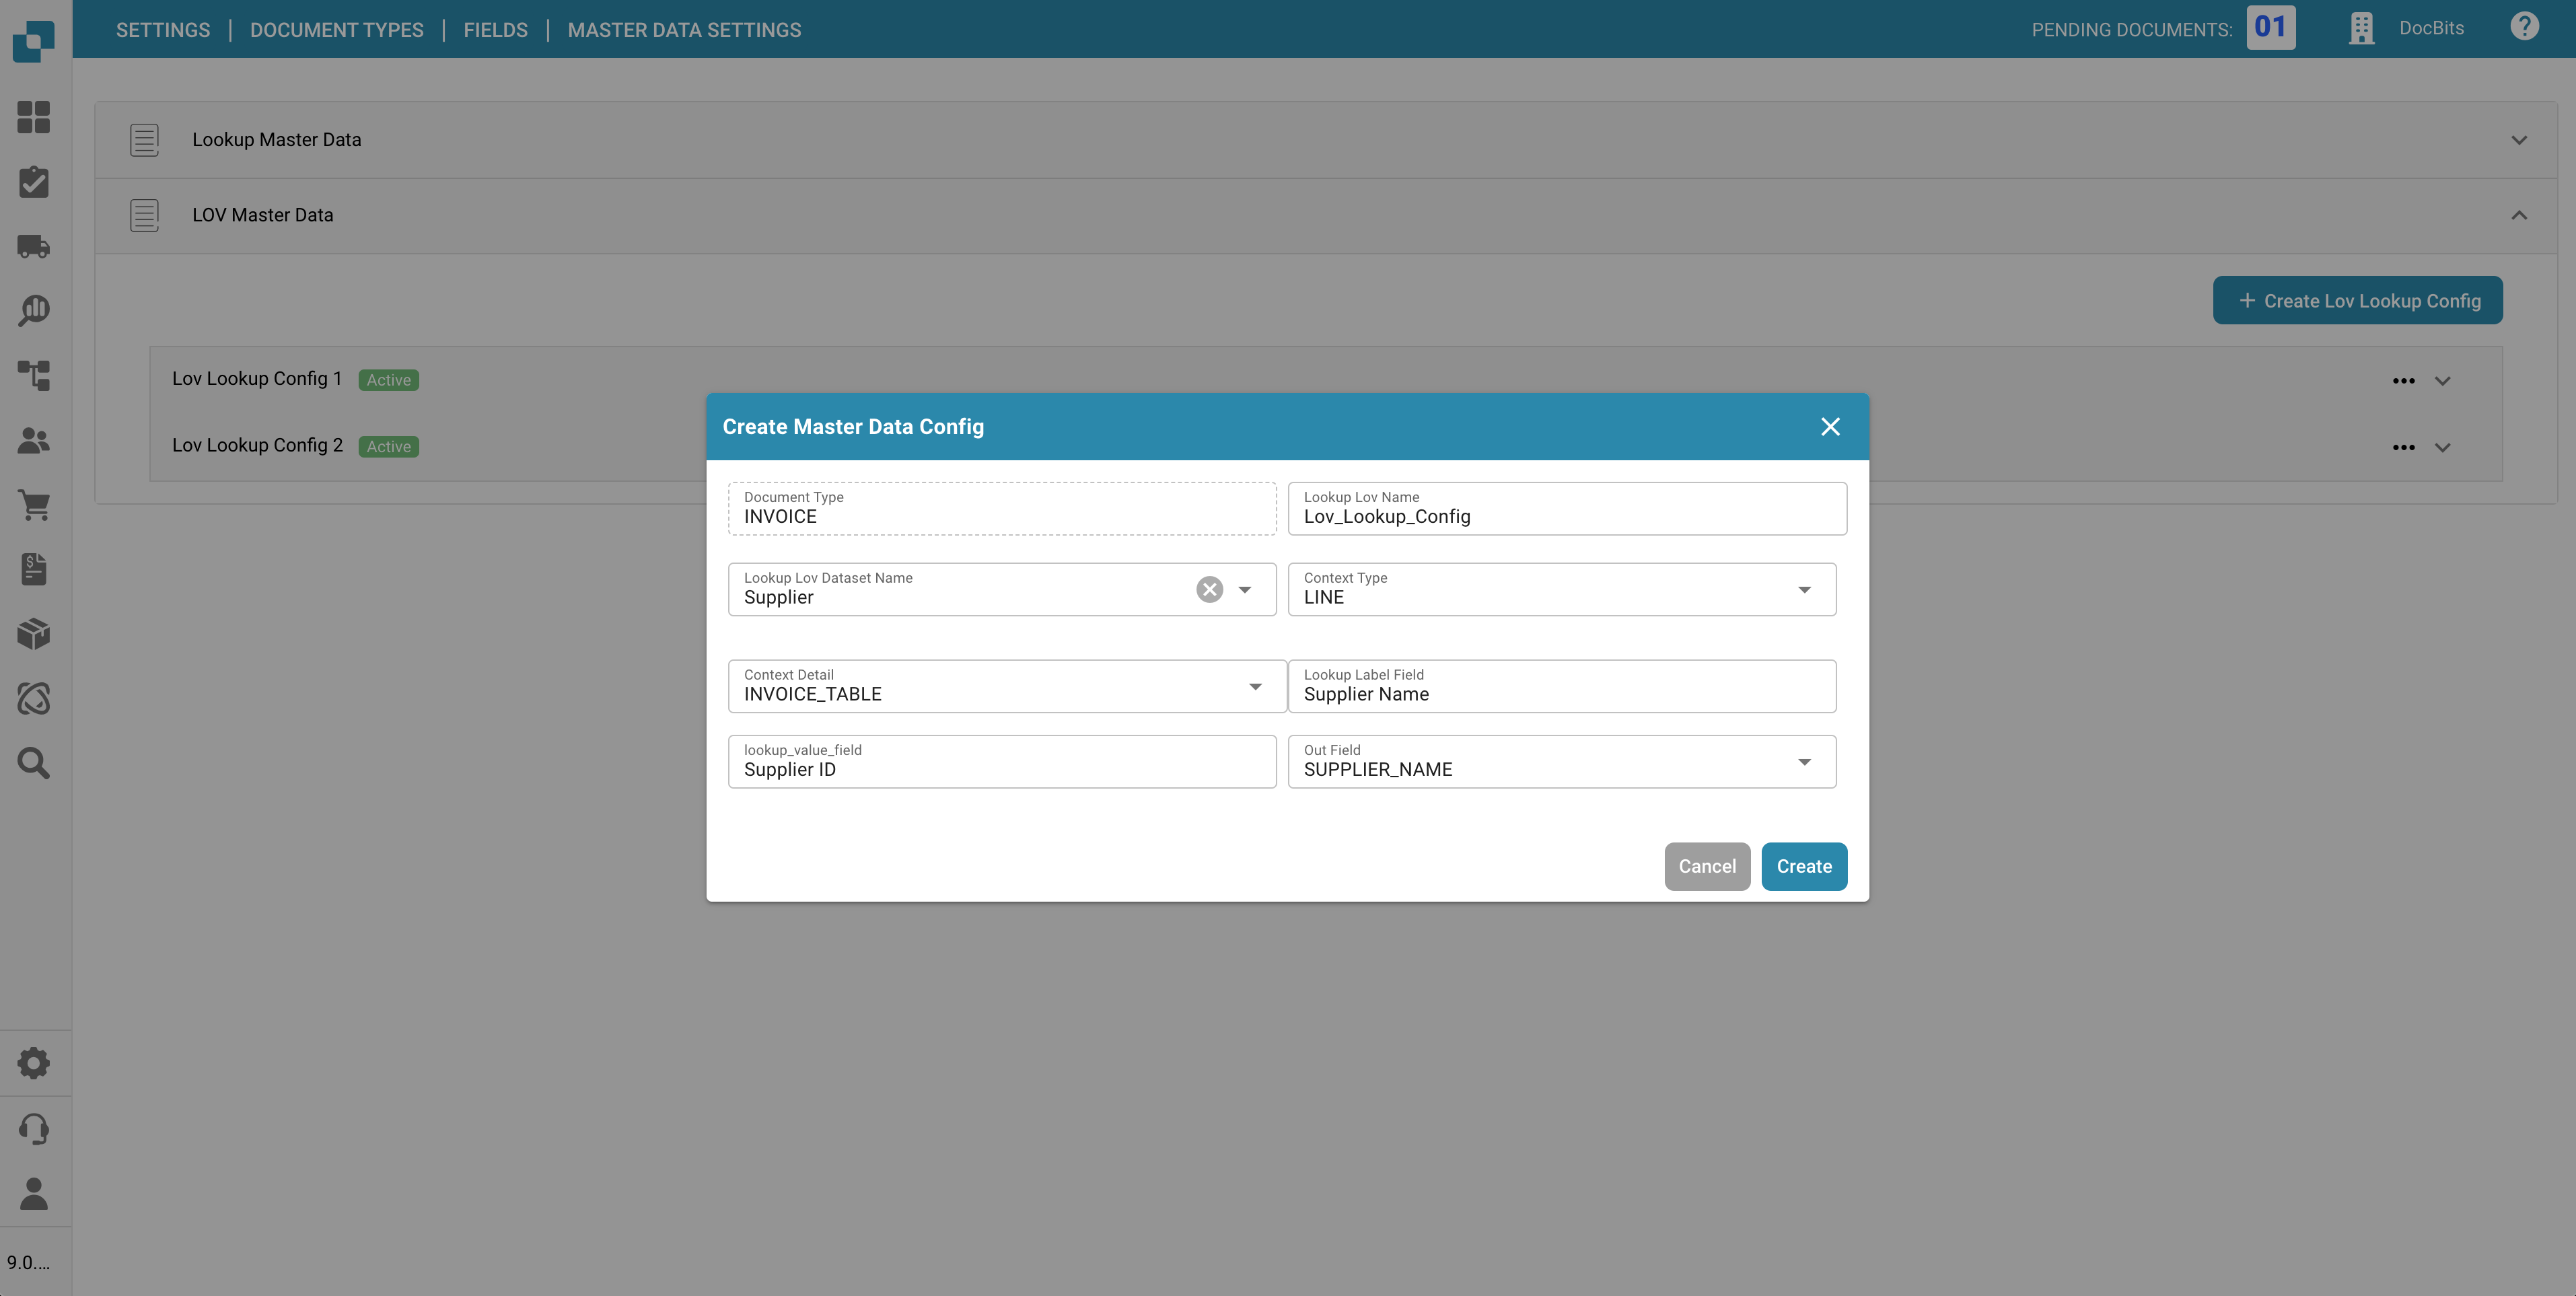 SETTINGS | DOCUMENT TYPES | FIELDS | MASTER DATA SETTINGS
PENDING DOCUMENTS: 01
DocBits
?
Lookup Master Data
LOV Master Data
+ Create Lov Lookup Config
Lov Lookup Config 1 Active
Lov Lookup Config 2 Active
Create Master Data Config
Document Type
INVOICE
Lookup Lov Name
Lov_Lookup_Config
Lookup Lov Dataset Name
Supplier
Context Type
LINE
Context Detail
INVOICE_TABLE
Lookup Label Field
Supplier Name
lookup_value_field
Supplier ID
Out Field
SUPPLIER_NAME
Cancel
Create
9.0....